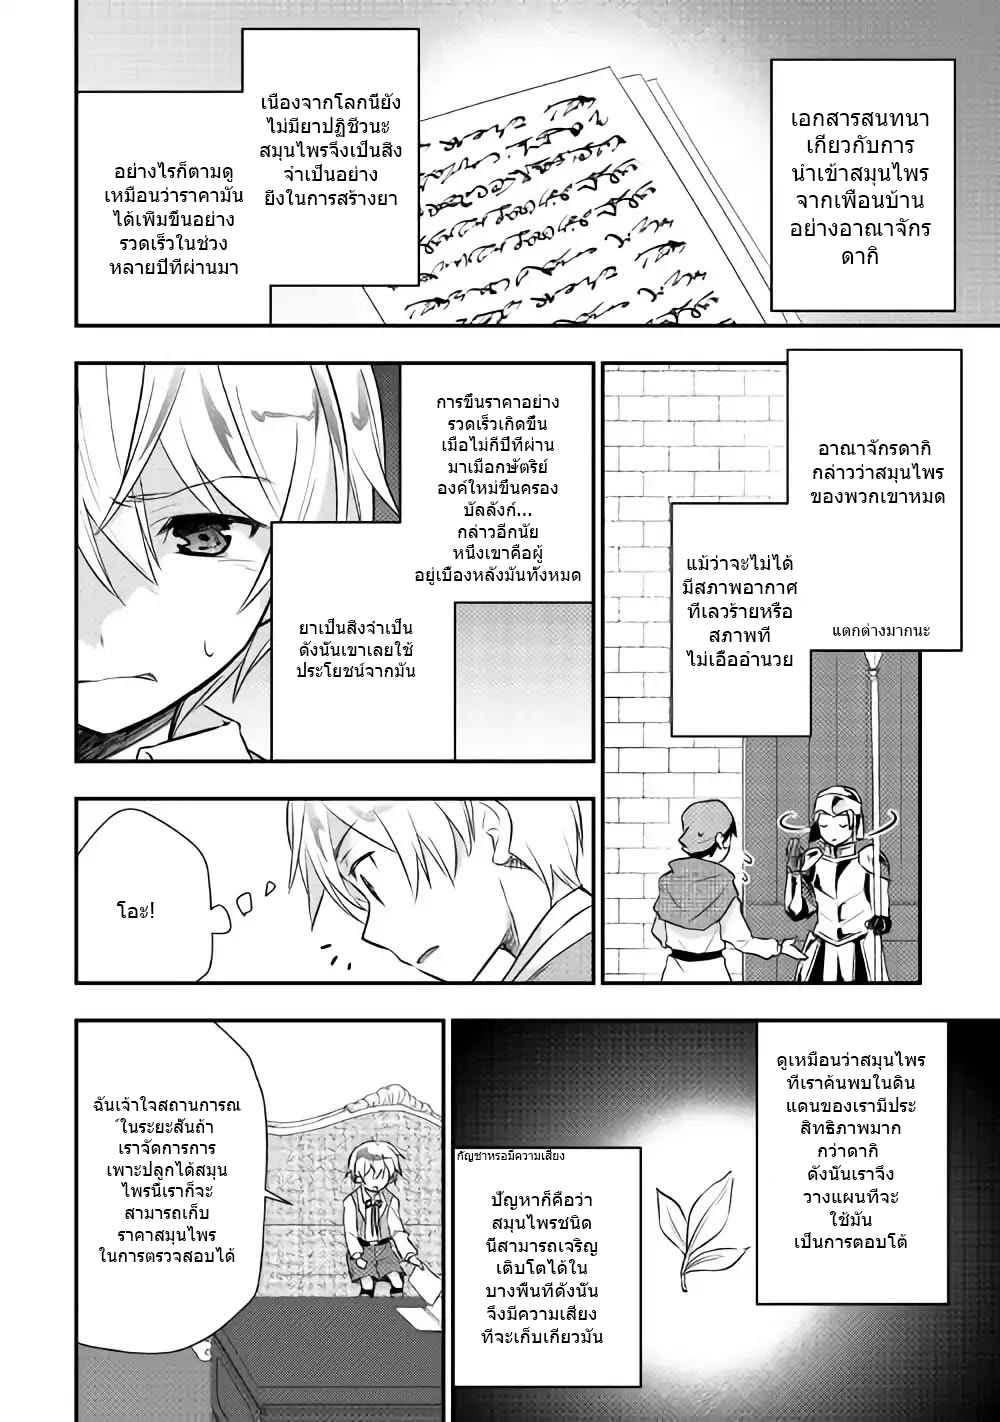 เอกสารสนทนา
เกี่ยวกับการ
นำเข้าสมุนไพร
จากเพื่อนบ้าน
อย่างอาณาจักร
ดากิ
เนื่องจากโลกนี้ยัง
ไม่มียาปฏิชีวนะ
สมุนไพรจึงเป็นสิ่ง
จำเป็นอย่าง
ยิ่งในการสร้างยา
อย่างไรก็ตามดู
เหมือนว่าราคามัน
ได้เพิ่มขึ้นอย่าง
รวดเร็วในช่วง
หลายปีที่ผ่านมา
อาณาจักรดากิ
กล่าวว่าสมุนไพร
ของพวกเขาหมด
แม้ว่าจะไม่ได้
มีสภาพอากาศ
ที่เลวร้ายหรือ
สภาพที่
ไม่เอื้ออำนวย
แตกต่างมากนะ
การขึ้นราคาอย่าง
รวดเร็วเกิดขึ้น
เมื่อไม่กี่ปีที่ผ่าน
มาเมื่อกษัตริย์
องค์ใหม่ขึ้นครอง
บัลลังก์...
กล่าวอีกนัย
หนึ่งเขาคือผู้
อยู่เบื้องหลังมันทั้งหมด
ยาเป็นสิ่งจำเป็น
ดังนั้นเขาเลยใช้
ประโยชน์จากมัน
โอะ!
ดูเหมือนว่าสมุนไพร
ที่เราค้นพบในดิน
แดนของเรามีประ
สิทธิภาพมาก
กว่าดากิ
ดังนั้นเราจึง
วางแผนที่จะ
ใช้มัน
เป็นการตอบโต้
กัญชาหรอมีความเสี่ยง
ปัญหาก็คือว่า
สมุนไพรชนิด
นี้สามารถเจริญ
เติบโตได้ใน
บางพื้นที่ดังนั้น
จึงมีความเสี่ยง
ที่จะเก็บเกี่ยวมัน
ฉันเจ้าใจสถานการณ
์ในระยะสั้นถ้า
เราจัดการการ
เพาะปลูกได้สมุน
ไพรนี้เราก็จะ
สามารถเก็บ
ราคาสมุนไพร
ในการตรวจสอบได้